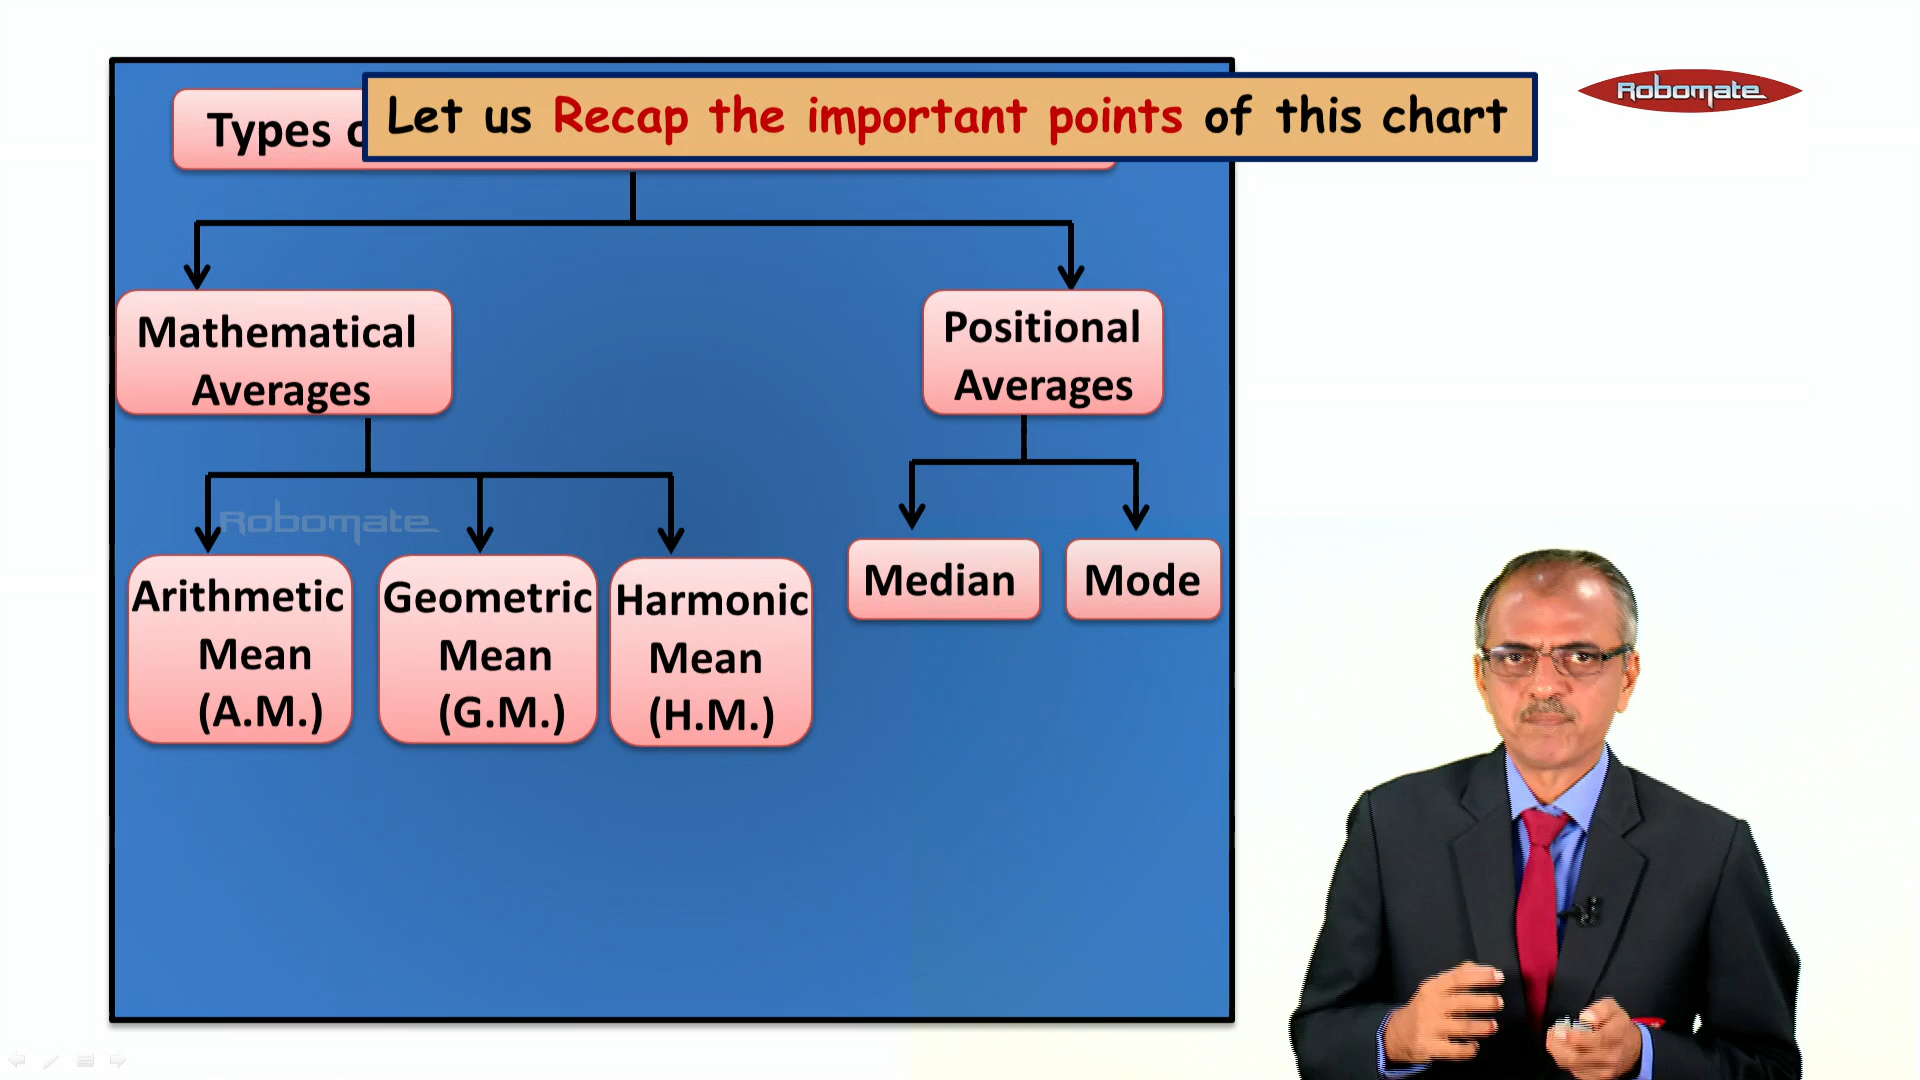 Let us Recap the important points of this chart
Robomate
Types
Mathematical
Averages
Positional
Averages
Robomate
Arithmetic
Mean
(A.M.)
Geometric
Mean
(G.M.)
Harmonic
Mean
(H.M.)
Median
Mode